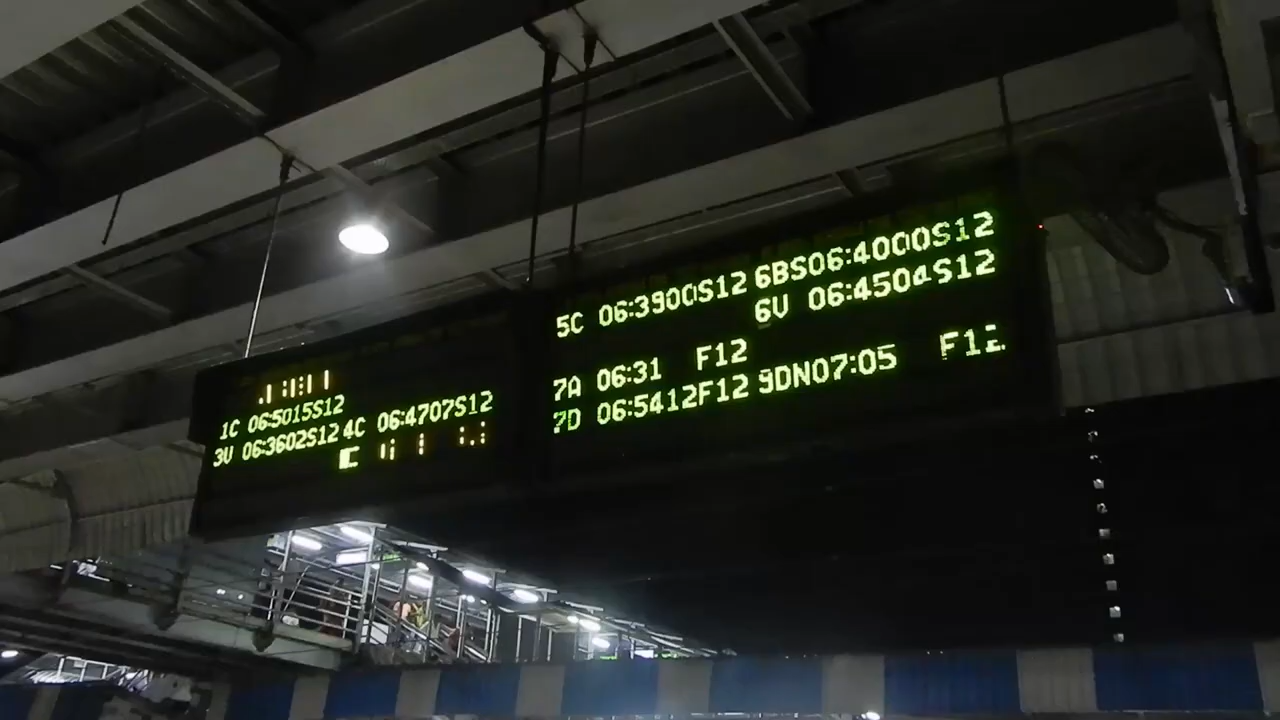 1C 06:5015S12
3V 06:3602S12 4C 06:4707S12
5C 06:3900S12 6BS06:4000S12
6V 06:4504S12
7A 06:31 F12
7D 06:5412F12 9DN07:05 F12